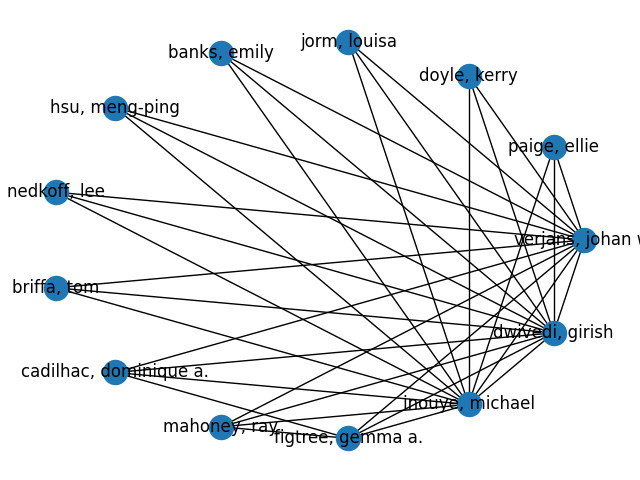 jorm, louisa
banks, emily
doyle, kerry
hsu, meng-ping
paige, ellie
nedkoff, lee
verjans, johan w
briffa, tom
dwivedi, girish
cadilhac, dominique a.
inouye, michael
mahoney, ray
figtree, gemma a.